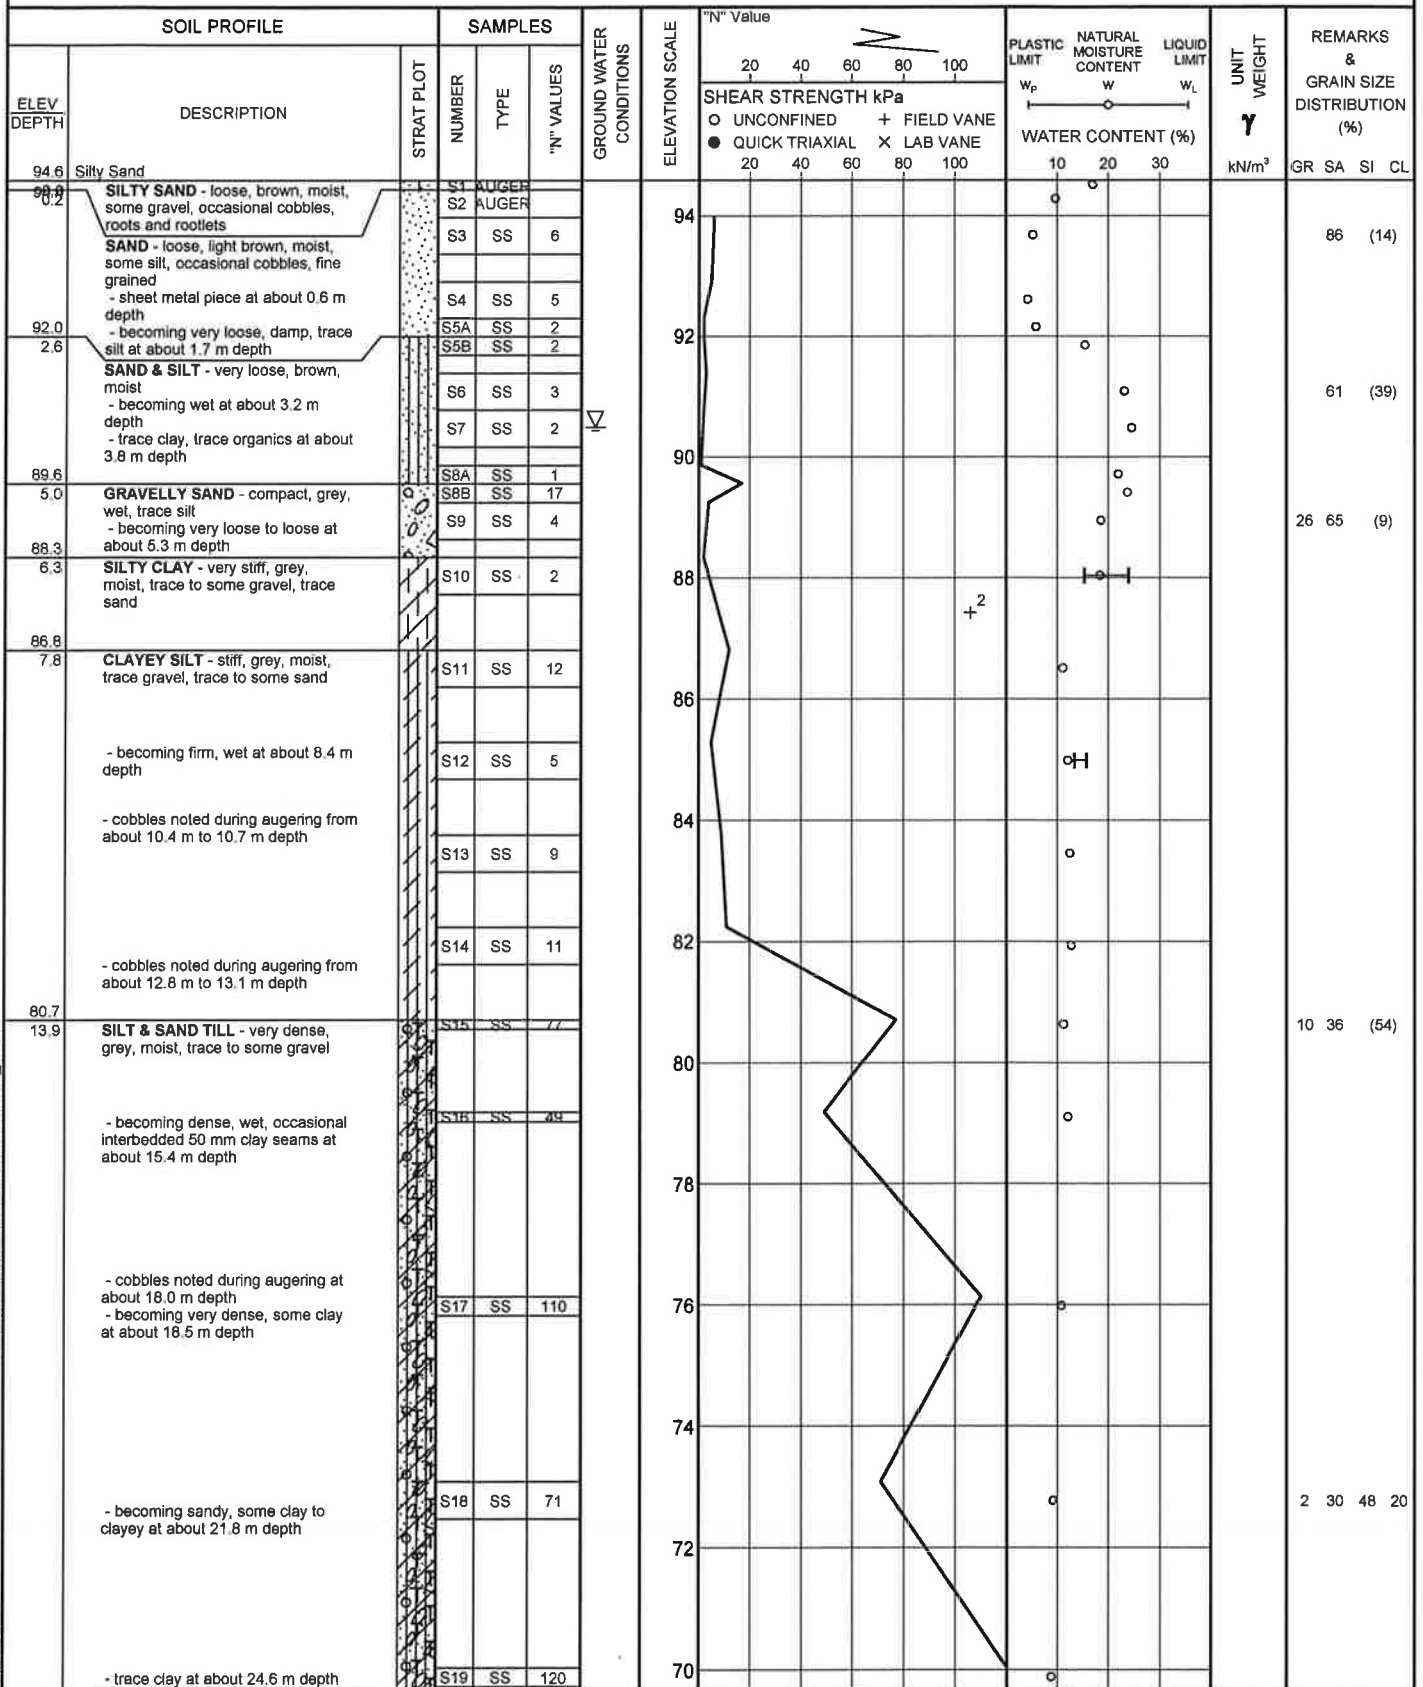 SOIL PROFILE
SAMPLES
ELEV
DEPTH
DESCRIPTION
STRAT PLOT
NUMBER
TYPE
"N" VALUES
GROUND WATER
CONDITIONS
ELEVATION SCALE
"N" Value
20 40 60 80 100
SHEAR STRENGTH kPa
UNCONFINED + FIELD VANE
QUICK TRIAXIAL × LAB VANE
20 40 60 80 100
PLASTIC
LIMIT
NATURAL
MOISTURE
CONTENT
LIQUID
LIMIT
WP W WL
WATER CONTENT (%)
10 20 30
UNIT
WEIGHT
γ
kN/m³
REMARKS
&
GRAIN SIZE
DISTRIBUTION
(%)
GR SA SI CL
94.6 Silty Sand
0.2
SILTY SAND - loose, brown, moist,
some gravel, occasional cobbles,
roots and rootlets
SAND - loose, light brown, moist,
some silt, occasional cobbles, fine
grained
- sheet metal piece at about 0.6 m
depth
- becoming very loose, damp, trace
silt at about 1.7 m depth
92.0
2.6
SAND & SILT - very loose, brown,
moist
- becoming wet at about 3.2 m
depth
- trace clay, trace organics at about
3.8 m depth
89.6
5.0
GRAVELLY SAND - compact, grey,
wet, trace silt
- becoming very loose to loose at
about 5.3 m depth
88.3
6.3
SILTY CLAY - very stiff, grey,
moist, trace to some gravel, trace
sand
86.8
7.8
CLAYEY SILT - stiff, grey, moist,
trace gravel, trace to some sand
- becoming firm, wet at about 8.4 m
depth
- cobbles noted during augering from
about 10.4 m to 10.7 m depth
- cobbles noted during augering from
about 12.8 m to 13.1 m depth
80.7
13.9
SILT & SAND TILL - very dense,
grey, moist, trace to some gravel
- becoming dense, wet, occasional
interbedded 50 mm clay seams at
about 15.4 m depth
- cobbles noted during augering at
about 18.0 m depth
- becoming very dense, some clay
at about 18.5 m depth
- becoming sandy, some clay to
clayey at about 21.8 m depth
- trace clay at about 24.6 m depth
S1 AUGER
S2 AUGER
S3 SS 6
S4 SS 5
S5A SS 2
S5B SS 2
S6 SS 3
S7 SS 2
S8A SS 1
S8B SS 17
S9 SS 4
S10 SS 2
S11 SS 12
S12 SS 5
S13 SS 9
S14 SS 11
S15 SS 77
S16 SS 49
S17 SS 110
S18 SS 71
S19 SS 120
94
92
90
88
86
84
82
80
78
76
74
72
70
+2
86 (14)
61 (39)
26 65 (9)
10 36 (54)
2 30 48 20